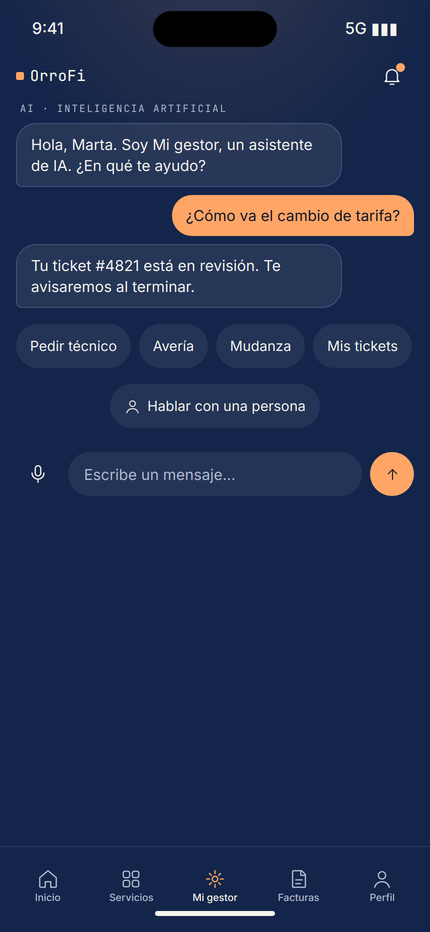 9:41
5G
OrroFi
AI · INTELIGENCIA ARTIFICIAL
Hola, Marta. Soy Mi gestor, un asistente
de IA. ¿En qué te ayudo?
¿Cómo va el cambio de tarifa?
Tu ticket #4821 está en revisión. Te
avisaremos al terminar.
Pedir técnico
Avería
Mudanza
Mis tickets
Hablar con una persona
Escribe un mensaje...
Inicio
Servicios
Mi gestor
Facturas
Perfil